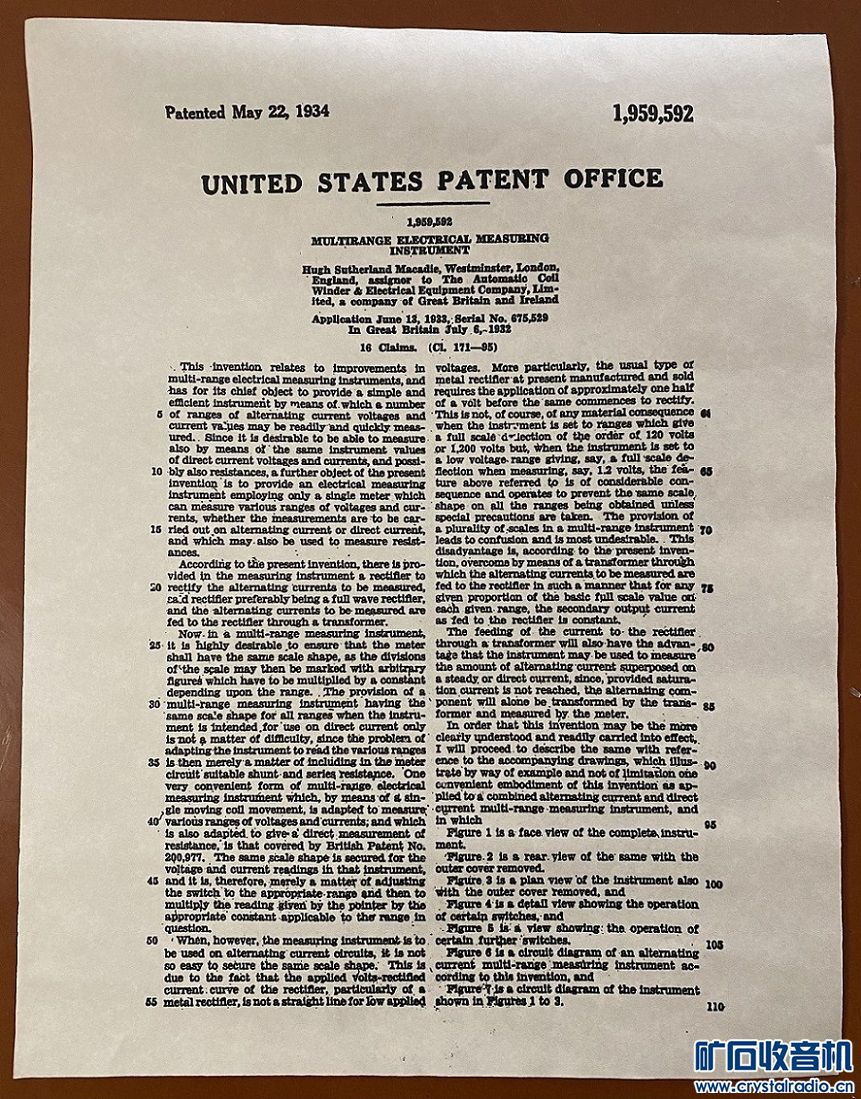 Patented May 22, 1934
1,959,592
UNITED STATES PATENT OFFICE
1,959,592
MULTIRANGE ELECTRICAL MEASURING
INSTRUMENT
Hugh Sutherland Macadie, Westminster, London,
England, assignor to The Automatic Coil
Winder & Electrical Equipment Company, Lim-
ited, a company of Great Britain and Ireland
Application June 13, 1933, Serial No. 675,529
In Great Britain July 6, 1932
16 Claims. (Cl. 171—95)
This invention relates to improvements in
multi-range electrical measuring instruments, and
has for its chief object to provide a simple and
efficient instrument by means of which a number
5 of ranges of alternating current voltages and
current values may be readily and quickly meas-
ured. Since it is desirable to be able to measure
also by means of the same instrument values
of direct current voltages and currents, and possi-
10 bly also resistances, a further object of the present
invention is to provide an electrical measuring
instrument employing only a single meter which
can measure various ranges of voltages and cur-
rents, whether the measurements are to be car-
15 ried out on alternating current or direct current,
and which may also be used to measure resist-
ances.
According to the present invention, there is pro-
vided in the measuring instrument a rectifier to
20 rectify the alternating currents to be measured,
said rectifier preferably being a full wave rectifier,
and the alternating currents to be measured are
fed to the rectifier through a transformer.
Now in a multi-range measuring instrument,
25 it is highly desirable to ensure that the meter
shall have the same scale shape, as the divisions
of the scale may then be marked with arbitrary
figures which have to be multiplied by a constant
depending upon the range. The provision of a
30 multi-range measuring instrument having the
same scale shape for all ranges when the instru-
ment is intended for use on direct current only
is not a matter of difficulty, since the problem of
adapting the instrument to read the various ranges
35 is then merely a matter of including in the meter
circuit suitable shunt and series resistance. One
very convenient form of multi-range electrical
measuring instrument which, by means of a sin-
gle moving coil movement, is adapted to measure
40 various ranges of voltages and currents; and which
is also adapted to give a direct measurement of
resistance, is that covered by British Patent No.
200,977. The same scale shape is secured for the
voltage and current readings in that instrument,
45 and it is, therefore, merely a matter of adjusting
the switch to the appropriate range and then to
multiply the reading given by the pointer by the
appropriate constant applicable to the range in
question.
50 When, however, the measuring instrument is to
be used on alternating current circuits, it is not
so easy to secure the same scale shape. This is
due to the fact that the applied volts-rectified
current curve of the rectifier, particularly of a
55 metal rectifier, is not a straight line for low applied
voltages. More particularly, the usual type of
metal rectifier at present manufactured and sold
requires the application of approximately one half
of a volt before the same commences to rectify.
This is not, of course, of any material consequence
when the instrument is set to ranges which give
a full scale deflection of the order of 120 volts
or 1,200 volts but, when the instrument is set to
a low voltage range giving, say, a full scale de-
flection when measuring, say, 1.2 volts, the fea- 65
ture above referred to is of considerable con-
sequence and operates to prevent the same scale
shape on all the ranges being obtained unless
special precautions are taken. The provision of
a plurality of scales in a multi-range instrument 70
leads to confusion and is most undesirable. This
disadvantage is, according to the present inven-
tion, overcome by means of a transformer through
which the alternating currents to be measured are
fed to the rectifier in such a manner that for any 75
given proportion of the basic full scale value on
each given range, the secondary output current
as fed to the rectifier is constant.
The feeding of the current to the rectifier
through a transformer will also have the advan- 80
tage that the instrument may be used to measure
the amount of alternating current superposed on
a steady or direct current, since, provided satura-
tion current is not reached, the alternating com-
ponent will alone be transformed by the trans- 85
former and measured by the meter.
In order that this invention may be the more
clearly understood and readily carried into effect,
I will proceed to describe the same with refer-
ence to the accompanying drawings, which illus- 90
trate by way of example and not of limitation one
convenient embodiment of this invention as ap-
plied to a combined alternating current and direct
current multi-range measuring instrument, and
in which 95
Figure 1 is a face view of the complete instru-
ment.
Figure 2 is a rear view of the same with the
outer cover removed.
Figure 3 is a plan view of the instrument also 100
with the outer cover removed, and
Figure 4 is a detail view showing the operation
of certain switches, and
Figure 5 is a view showing the operation of
certain further switches. 105
Figure 6 is a circuit diagram of an alternating
current multi-range measuring instrument ac-
cording to this invention, and
Figure 7 is a circuit diagram of the instrument
shown in Figures 1 to 3. 110
矿石收音机
www.crystalradio.cn